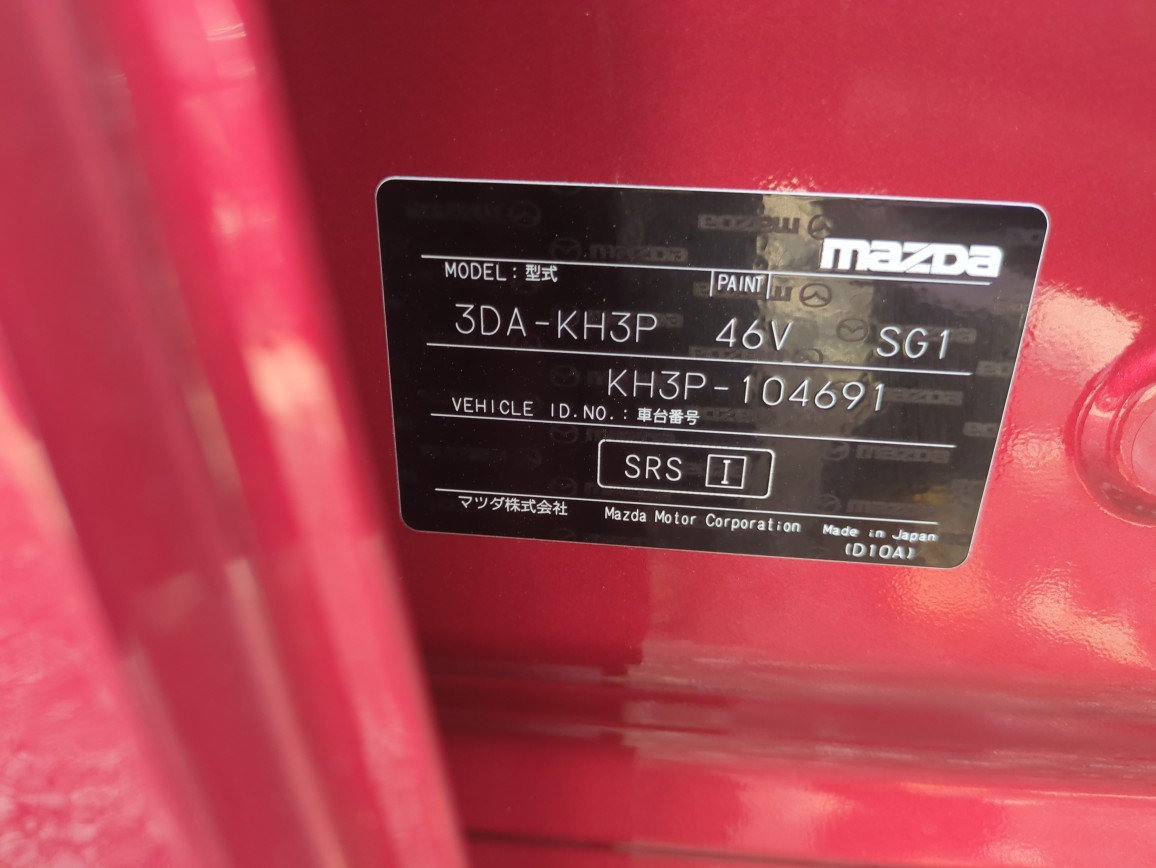 mazda
MODEL : 型式 PAINT
3DA-KH3P 46V SG1
KH3P-104691
VEHICLE ID.NO. : 車台番号
SRS I
マツダ株式会社 Mazda Motor Corporation Made in Japan
(D10A)